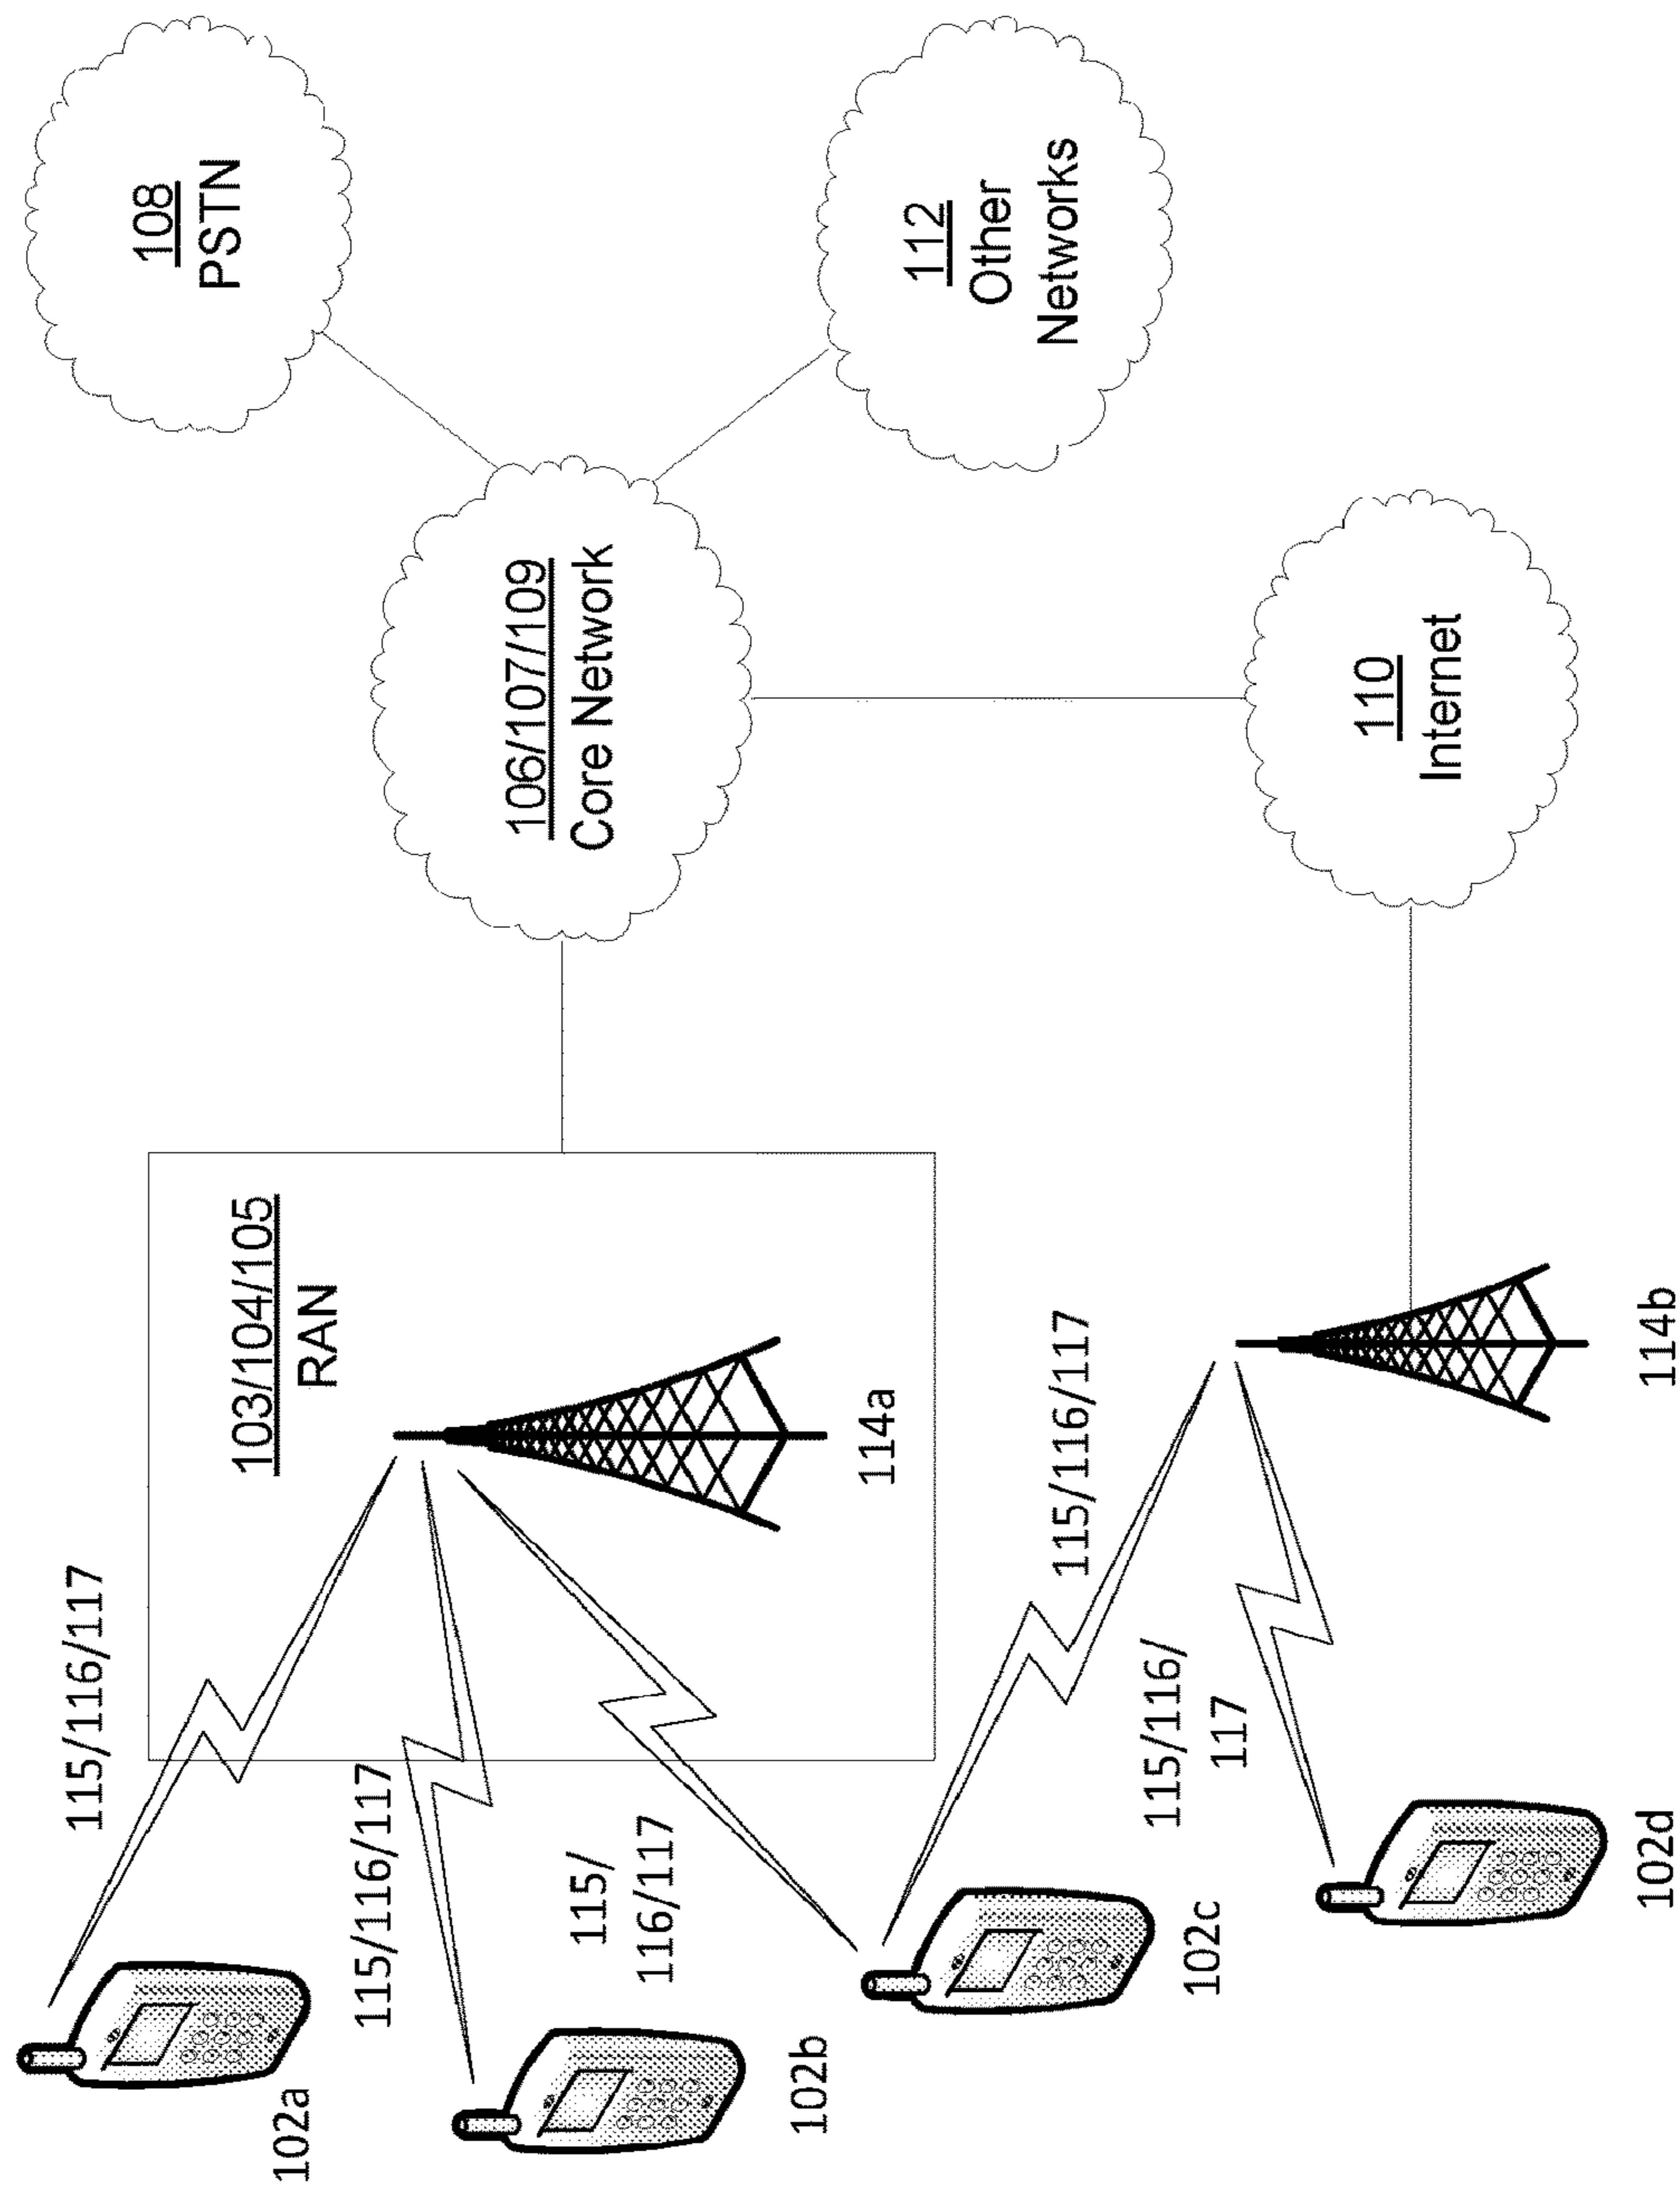 115/116/117
103/104/105
RAN
108
PSTN
102a
115/116/117
106/107/109
Core Network
102b
115/
116/117
114a
112
Other
Networks
102c
115/116/117
115/116/
117
110
Internet
102d
114b